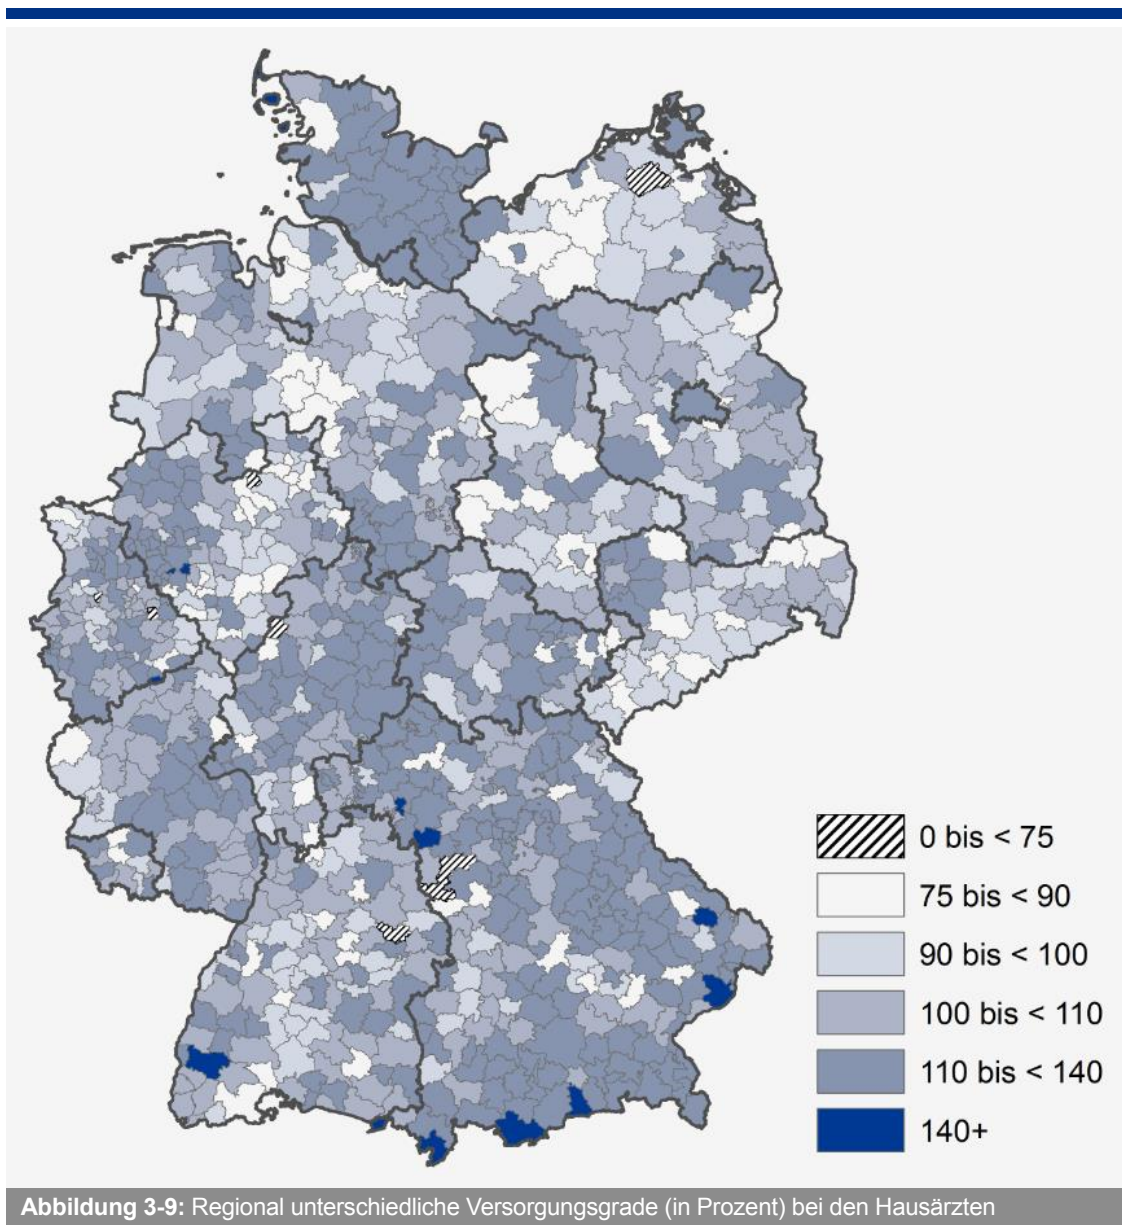 0 bis < 75
75 bis < 90
90 bis < 100
100 bis < 110
110 bis < 140
140+
Abbildung 3-9: Regional unterschiedliche Versorgungsgrade (in Prozent) bei den Hausärzten